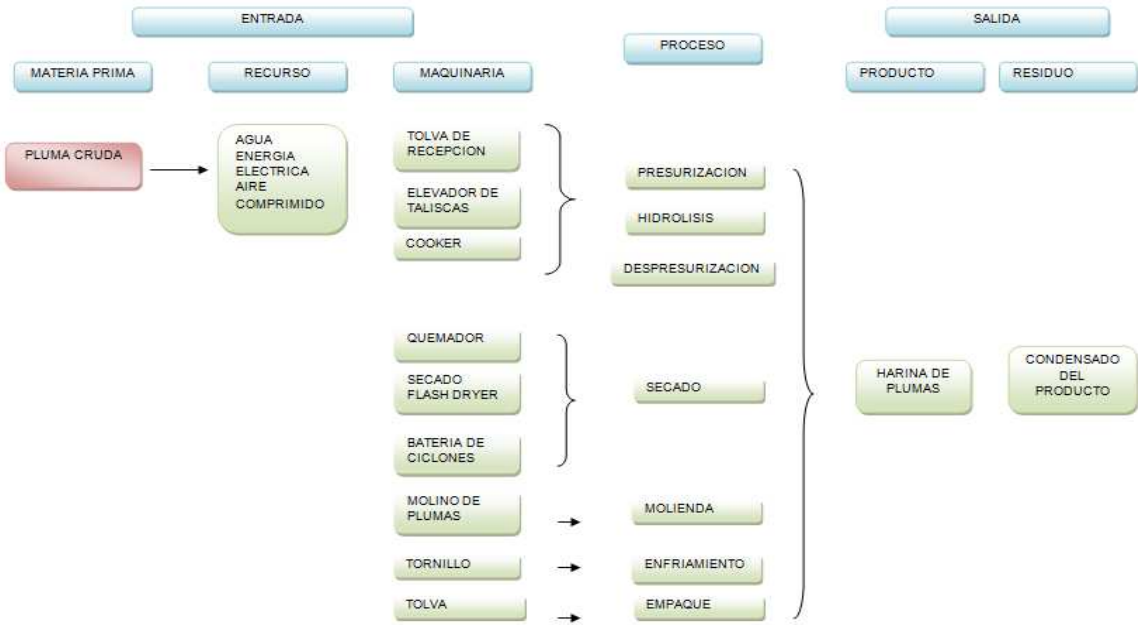 ENTRADA
SALIDA
PROCESO
MATERIA PRIMA
RECURSO
MAQUINARIA
PRODUCTO
RESIDUO
PLUMA CRUDA
AGUA
ENERGIA
ELECTRICA
AIRE
COMPRIMIDO
TOLVA DE
RECEPCION
ELEVADOR DE
TALISCAS
COOKER
PRESURIZACION
HIDROLISIS
DESPRESURIZACION
QUEMADOR
SECADO
FLASH DRYER
BATERIA DE
CICLONES
SECADO
HARINA DE
PLUMAS
CONDENSADO
DEL
PRODUCTO
MOLINO DE
PLUMAS
MOLIENDA
TORNILLO
ENFRIAMIENTO
TOLVA
EMPAQUE